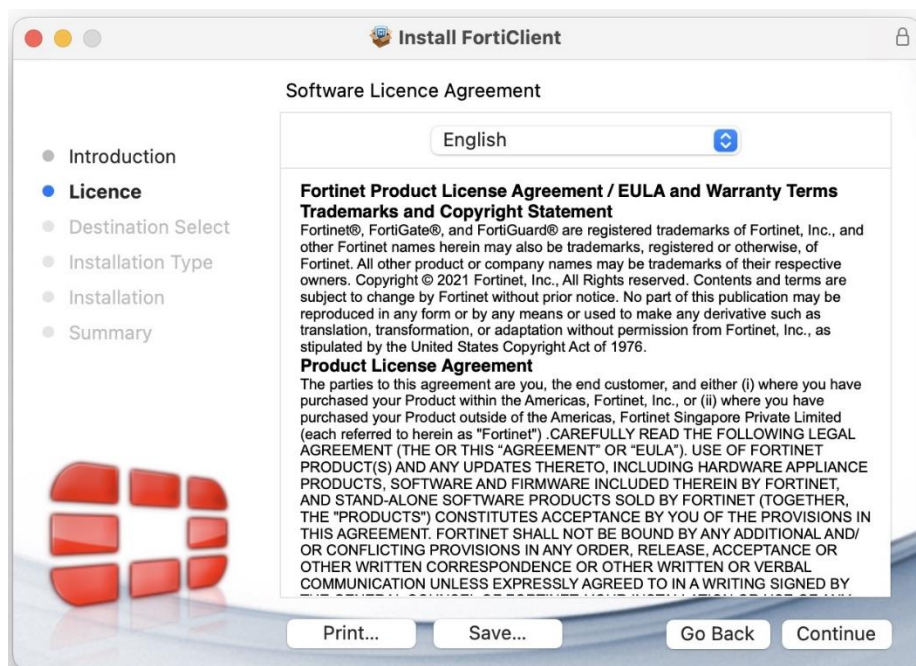 Install FortiClient
Software Licence Agreement
Introduction
Licence
Destination Select
Installation Type
Installation
Summary
English
Fortinet Product License Agreement / EULA and Warranty Terms
Trademarks and Copyright Statement
Fortinet®, FortiGate®, and FortiGuard® are registered trademarks of Fortinet, Inc., and
other Fortinet names herein may also be trademarks, registered or otherwise, of
Fortinet. All other product or company names may be trademarks of their respective
owners. Copyright © 2021 Fortinet, Inc., All Rights reserved. Contents and terms are
subject to change by Fortinet without prior notice. No part of this publication may be
reproduced in any form or by any means or used to make any derivative such as
translation, transformation, or adaptation without permission from Fortinet, Inc., as
stipulated by the United States Copyright Act of 1976.
Product License Agreement
The parties to this agreement are you, the end customer, and either (i) where you have
purchased your Product within the Americas, Fortinet, Inc., or (ii) where you have
purchased your Product outside of the Americas, Fortinet Singapore Private Limited
(each referred to herein as "Fortinet") .CAREFULLY READ THE FOLLOWING LEGAL
AGREEMENT (THE OR THIS “AGREEMENT” OR “EULA”). USE OF FORTINET
PRODUCT(S) AND ANY UPDATES THERETO, INCLUDING HARDWARE APPLIANCE
PRODUCTS, SOFTWARE AND FIRMWARE INCLUDED THEREIN BY FORTINET,
AND STAND-ALONE SOFTWARE PRODUCTS SOLD BY FORTINET (TOGETHER,
THE "PRODUCTS") CONSTITUTES ACCEPTANCE BY YOU OF THE PROVISIONS IN
THIS AGREEMENT. FORTINET SHALL NOT BE BOUND BY ANY ADDITIONAL AND/
OR CONFLICTING PROVISIONS IN ANY ORDER, RELEASE, ACCEPTANCE OR
OTHER WRITTEN CORRESPONDENCE OR OTHER WRITTEN OR VERBAL
COMMUNICATION UNLESS EXPRESSLY AGREED TO IN A WRITING SIGNED BY
Print...
Save...
Go Back
Continue